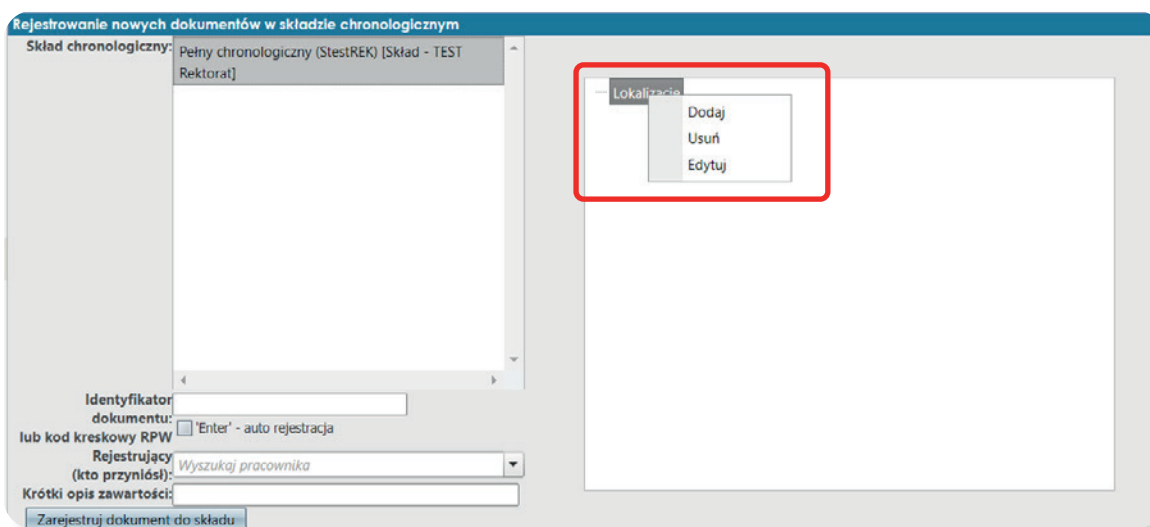 Rejestrowanie nowych dokumentów w składzie chronologicznym
Skład chronologiczny:
Pełny chronologiczny (StestREK) [Skład - TEST
Rektorat]
Lokalizacje
Dodaj
Usuń
Edytuj
Identyfikator
dokumentu:
lub kod kreskowy RPW
'Enter' - auto rejestracja
Rejestrujący
(kto przyniósł):
Wyszukaj pracownika
Krótki opis zawartości:
Zarejestruj dokument do składu